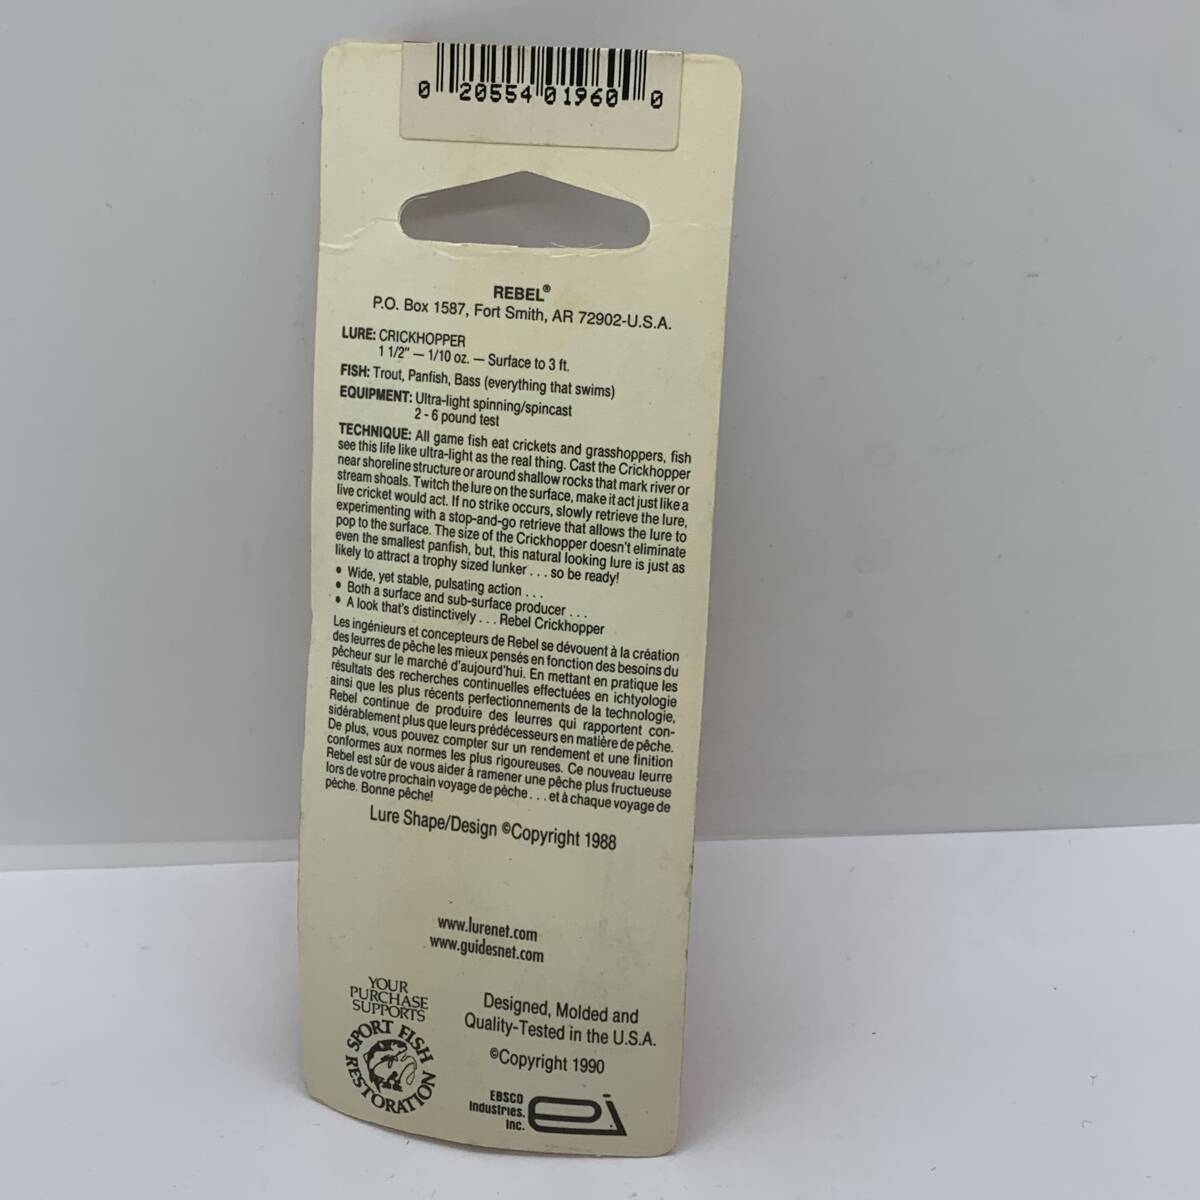 0 20554 01960 0
REBEL®
P.O. Box 1587, Fort Smith, AR 72902-U.S.A.
LURE: CRICKHOPPER
1 1/2" — 1/10 oz. — Surface to 3 ft.
FISH: Trout, Panfish, Bass (everything that swims)
EQUIPMENT: Ultra-light spinning/spincast
2 - 6 pound test
TECHNIQUE: All game fish eat crickets and grasshoppers, fish
see this life like ultra-light as the real thing. Cast the Crickhopper
near shoreline structure or around shallow rocks that mark river or
stream shoals. Twitch the lure on the surface, make it act just like a
live cricket would act. If no strike occurs, slowly retrieve the lure,
experimenting with a stop-and-go retrieve that allows the lure to
pop to the surface. The size of the Crickhopper doesn't eliminate
even the smallest panfish, but, this natural looking lure is just as
likely to attract a trophy sized lunker . . . so be ready!
• Wide, yet stable, pulsating action . . .
• Both a surface and sub-surface producer . . .
• A look that's distinctively . . . Rebel Crickhopper
Les ingénieurs et concepteurs de Rebel se dévouent à la création
des leurres de pêche les mieux pensés en fonction des besoins du
pêcheur sur le marché d'aujourd'hui. En mettant en pratique les
résultats des recherches continuelles effectuées en ichtyologie
ainsi que les plus récents perfectionnements de la technologie,
Rebel continue de produire des leurres qui rapportent con-
sidérablement plus que leurs prédécesseurs en matière de pêche.
De plus, vous pouvez compter sur un rendement et une finition
conformes aux normes les plus rigoureuses. Ce nouveau leurre
Rebel est sûr de vous aider à ramener une pêche plus fructueuse
lors de votre prochain voyage de pèche . . . et à chaque voyage de
pèche. Bonne pêche!
Lure Shape/Design ©Copyright 1988
www.lurenet.com
www.guidesnet.com
YOUR
PURCHASE
SUPPORTS
SPORT FISH
RESTORATION
Designed, Molded and
Quality-Tested in the U.S.A.
©Copyright 1990
EBSCO
Industries,
Inc.
ei